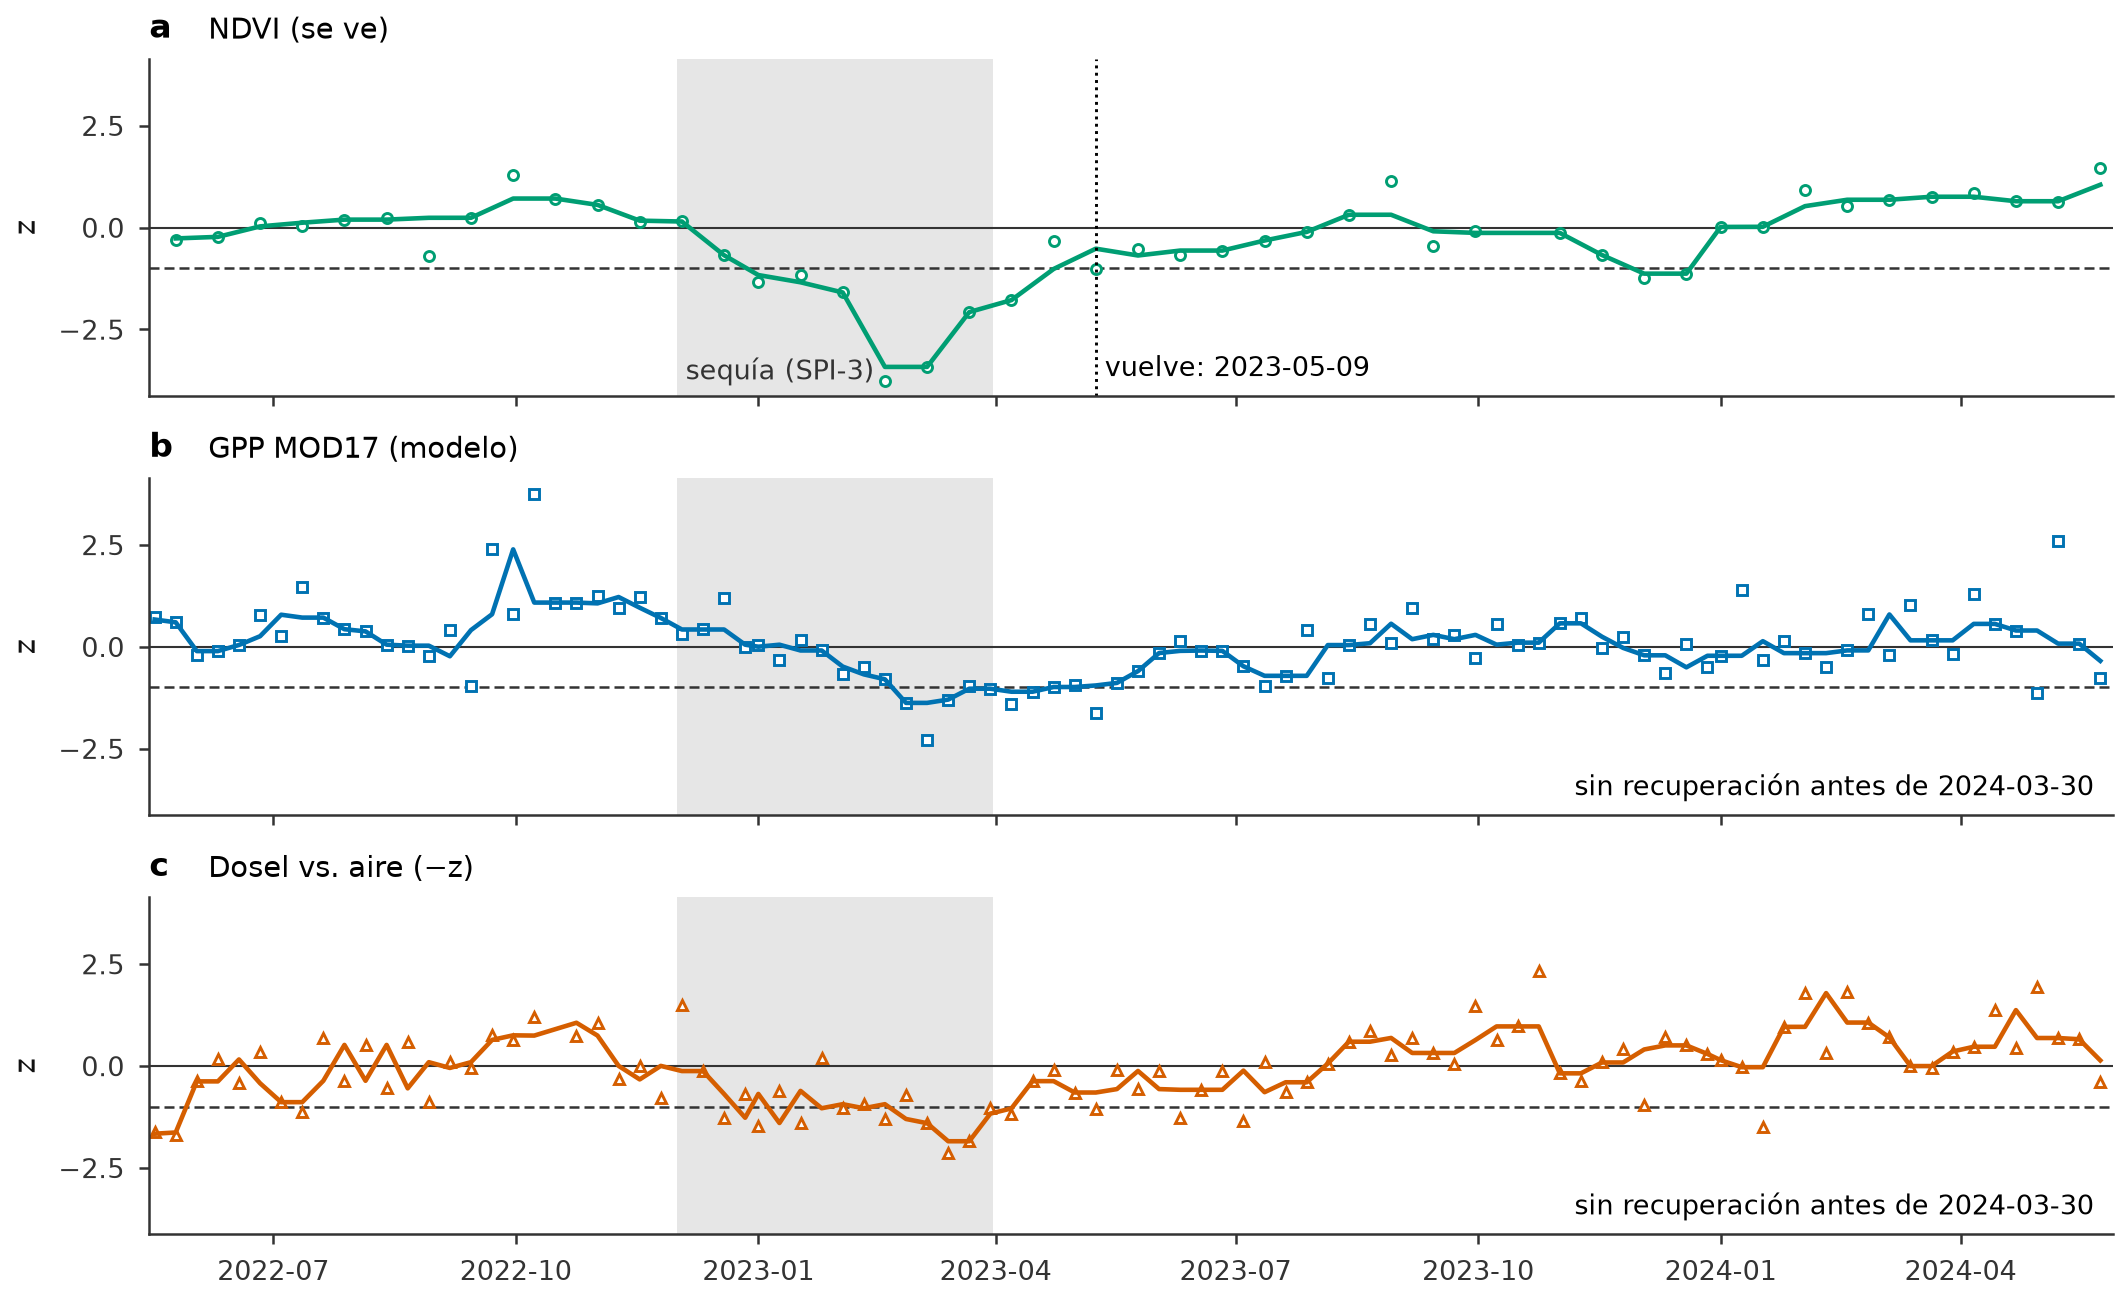 a NDVI (se ve)
2.5
0.0
−2.5
z
sequía (SPI-3)
vuelve: 2023-05-09
b GPP MOD17 (modelo)
2.5
0.0
−2.5
z
sin recuperación antes de 2024-03-30
c Dosel vs. aire (−z)
2.5
0.0
−2.5
z
sin recuperación antes de 2024-03-30
2022-07 2022-10 2023-01 2023-04 2023-07 2023-10 2024-01 2024-04